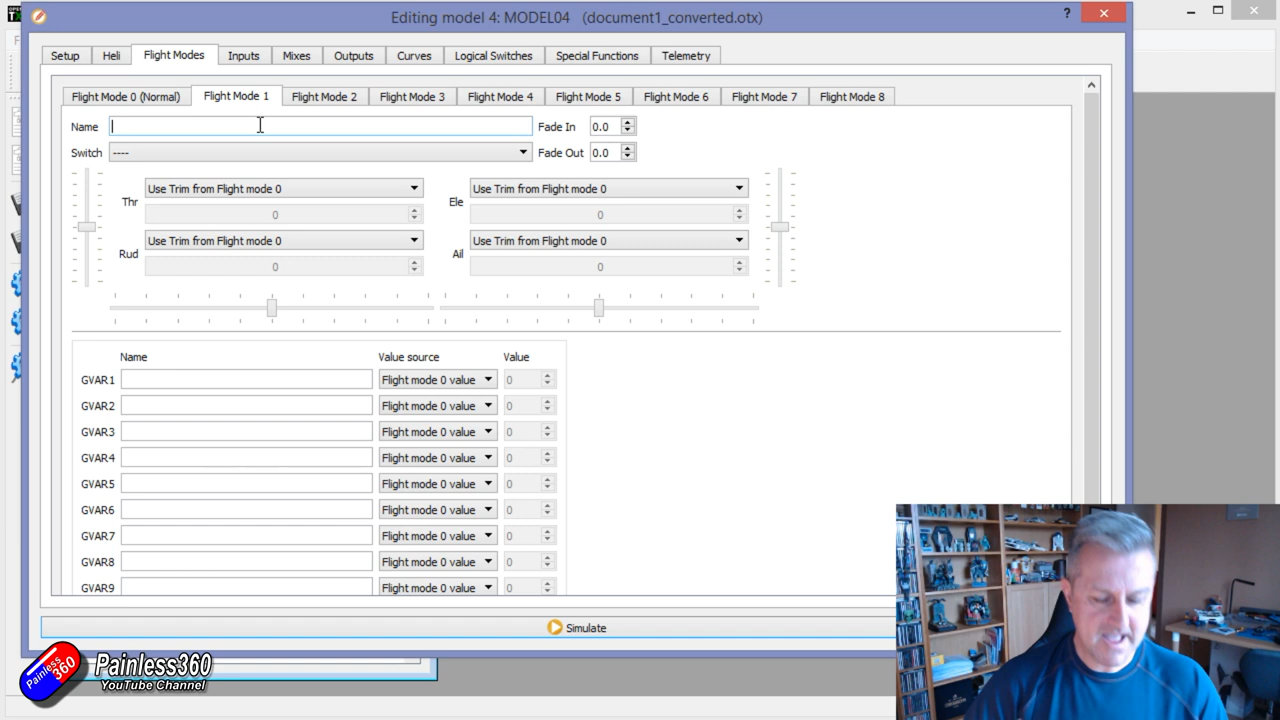 Editing model 4: MODEL04 (document1_converted.otx)
?
Setup Heli Flight Modes Inputs Mixes Outputs Curves Logical Switches Special Functions Telemetry
Flight Mode 0 (Normal) Flight Mode 1 Flight Mode 2 Flight Mode 3 Flight Mode 4 Flight Mode 5 Flight Mode 6 Flight Mode 7 Flight Mode 8
Name Fade In 0.0
Switch ---- Fade Out 0.0
Thr Use Trim from Flight mode 0 Ele Use Trim from Flight mode 0
0 0
Rud Use Trim from Flight mode 0 Ail Use Trim from Flight mode 0
0 0
Name Value source Value
GVAR1 Flight mode 0 value 0
GVAR2 Flight mode 0 value 0
GVAR3 Flight mode 0 value 0
GVAR4 Flight mode 0 value 0
GVAR5 Flight mode 0 value 0
GVAR6 Flight mode 0 value 0
GVAR7 Flight mode 0 value 0
GVAR8 Flight mode 0 value 0
GVAR9 Flight mode 0 value 0
Simulate
Painless 360
Painless360
YouTube Channel